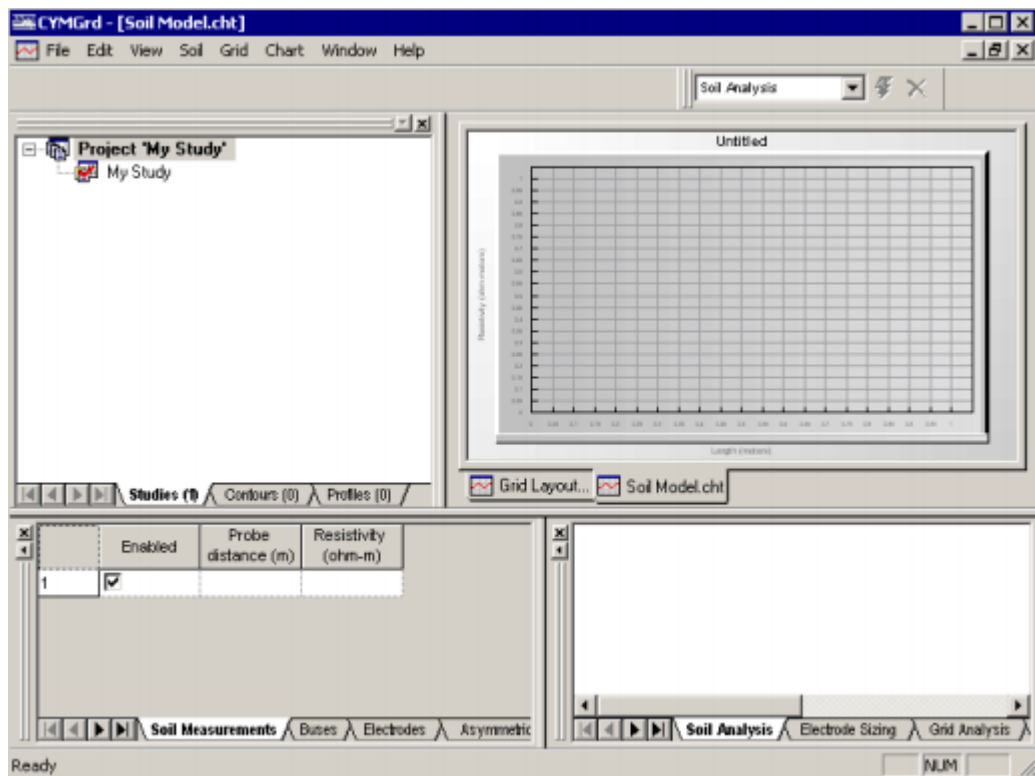 CYMGrd - [Soil Model.cht]
File Edit View Soil Grid Chart Window Help
Soil Analysis
Project 'My Study'
My Study
Studies (1) Contours (0) Profiles (0)
Untitled
Length (meters)
Grid Layout... Soil Model.cht
Enabled Probe distance (m) Resistivity (ohm-m)
1
Soil Measurements Buses Electrodes Asymmetric
Soil Analysis Electrode Sizing Grid Analysis
Ready
NUM